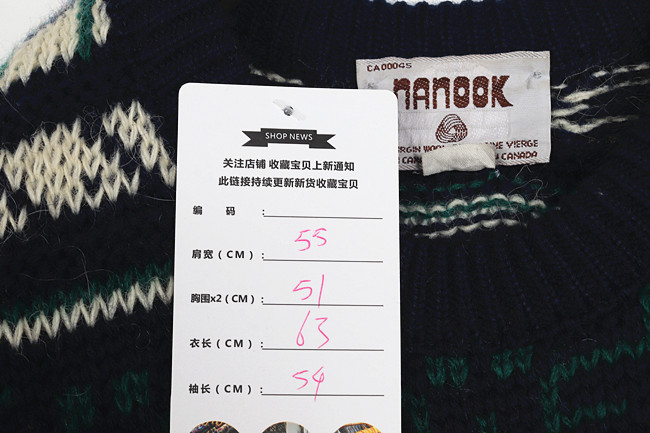 CA00045
NANOOK
VIRGIN WOOL
VIERGE
CANADA
SHOP NEWS
关注店铺 收藏宝贝上新通知
此链接持续更新新货收藏宝贝
编 码 :
肩宽(CM): 55
胸围x2(CM): 51
衣长(CM): 63
袖长(CM): 54